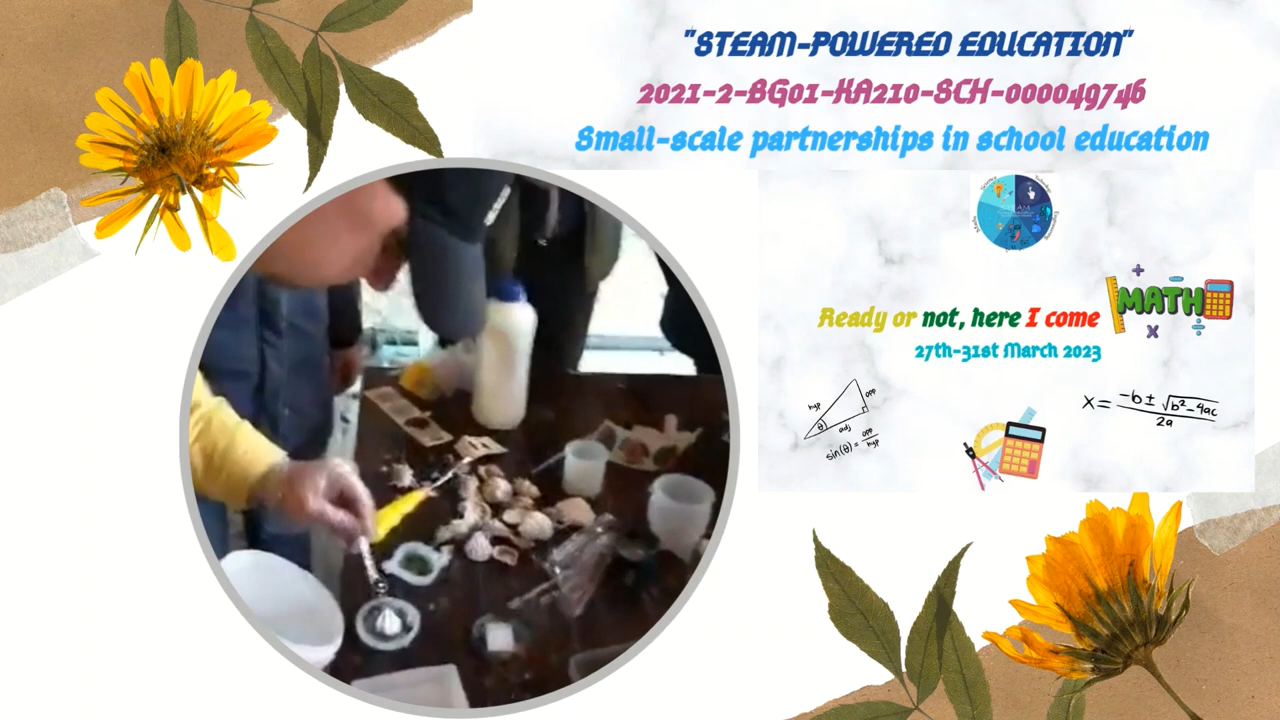 "STEAM-POWERED EDUCATION"
2021-2-BG01-KA210-SCH-000049746
Small-scale partnerships in school education
STEAM
MATH
Ready or not, here I come
27th-31st March 2023
hyp
opp
θ
adj
sin(θ) = opp/hyp
x = -b ± √b²-4ac / 2a